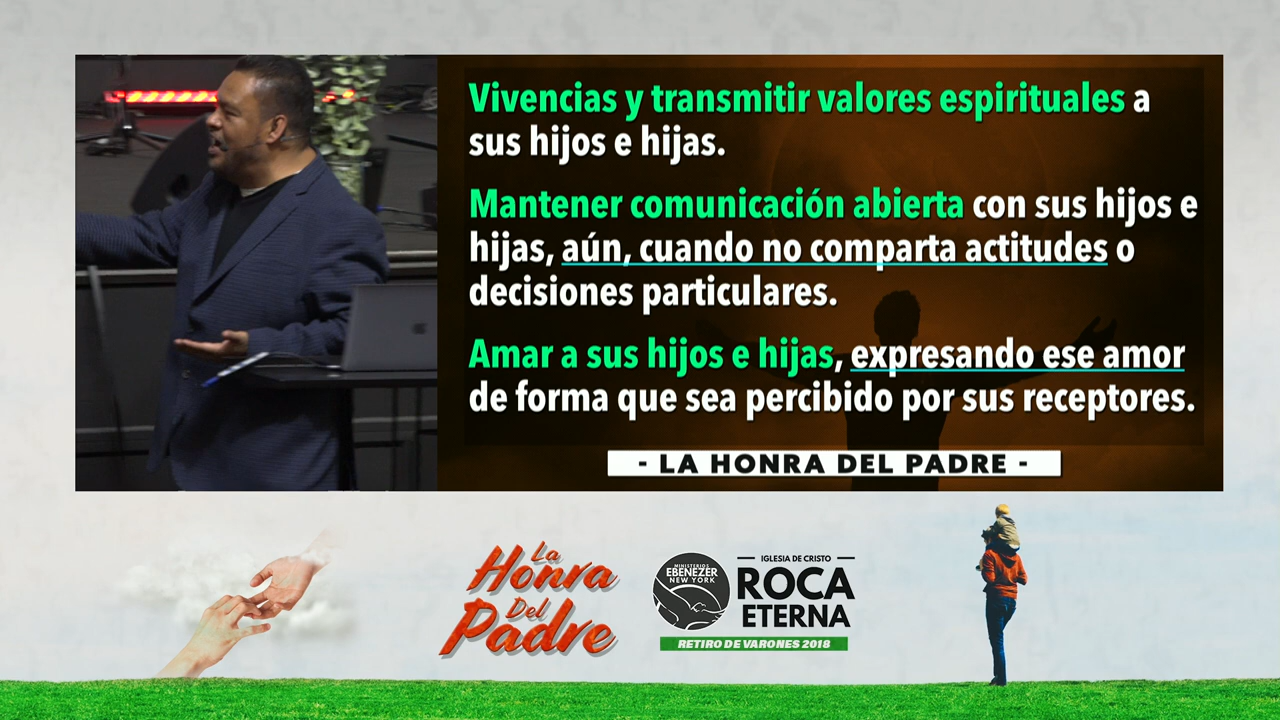 Vivencias y transmitir valores espirituales a
sus hijos e hijas.
Mantener comunicación abierta con sus hijos e
hijas, aún, cuando no comparta actitudes o
decisiones particulares.
Amar a sus hijos e hijas, expresando ese amor
de forma que sea percibido por sus receptores.
- LA HONRA DEL PADRE -
La
Honra
Del
Padre
MINISTERIOS
EBENEZER
NEW YORK
IGLESIA DE CRISTO
ROCA
ETERNA
RETIRO DE VARONES 2018